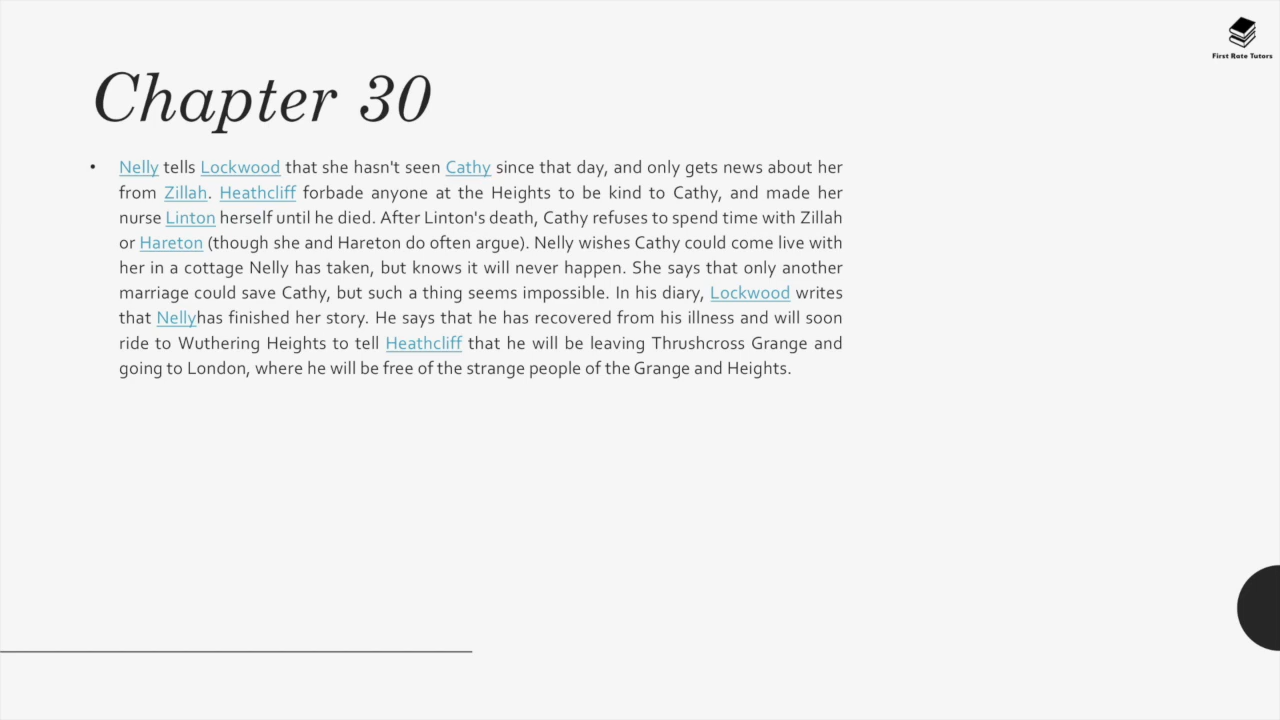 First Rate Tutors
Chapter 30
• Nelly tells Lockwood that she hasn't seen Cathy since that day, and only gets news about her
from Zillah. Heathcliff forbade anyone at the Heights to be kind to Cathy, and made her
nurse Linton herself until he died. After Linton's death, Cathy refuses to spend time with Zillah
or Hareton (though she and Hareton do often argue). Nelly wishes Cathy could come live with
her in a cottage Nelly has taken, but knows it will never happen. She says that only another
marriage could save Cathy, but such a thing seems impossible. In his diary, Lockwood writes
that Nellyhas finished her story. He says that he has recovered from his illness and will soon
ride to Wuthering Heights to tell Heathcliff that he will be leaving Thrushcross Grange and
going to London, where he will be free of the strange people of the Grange and Heights.